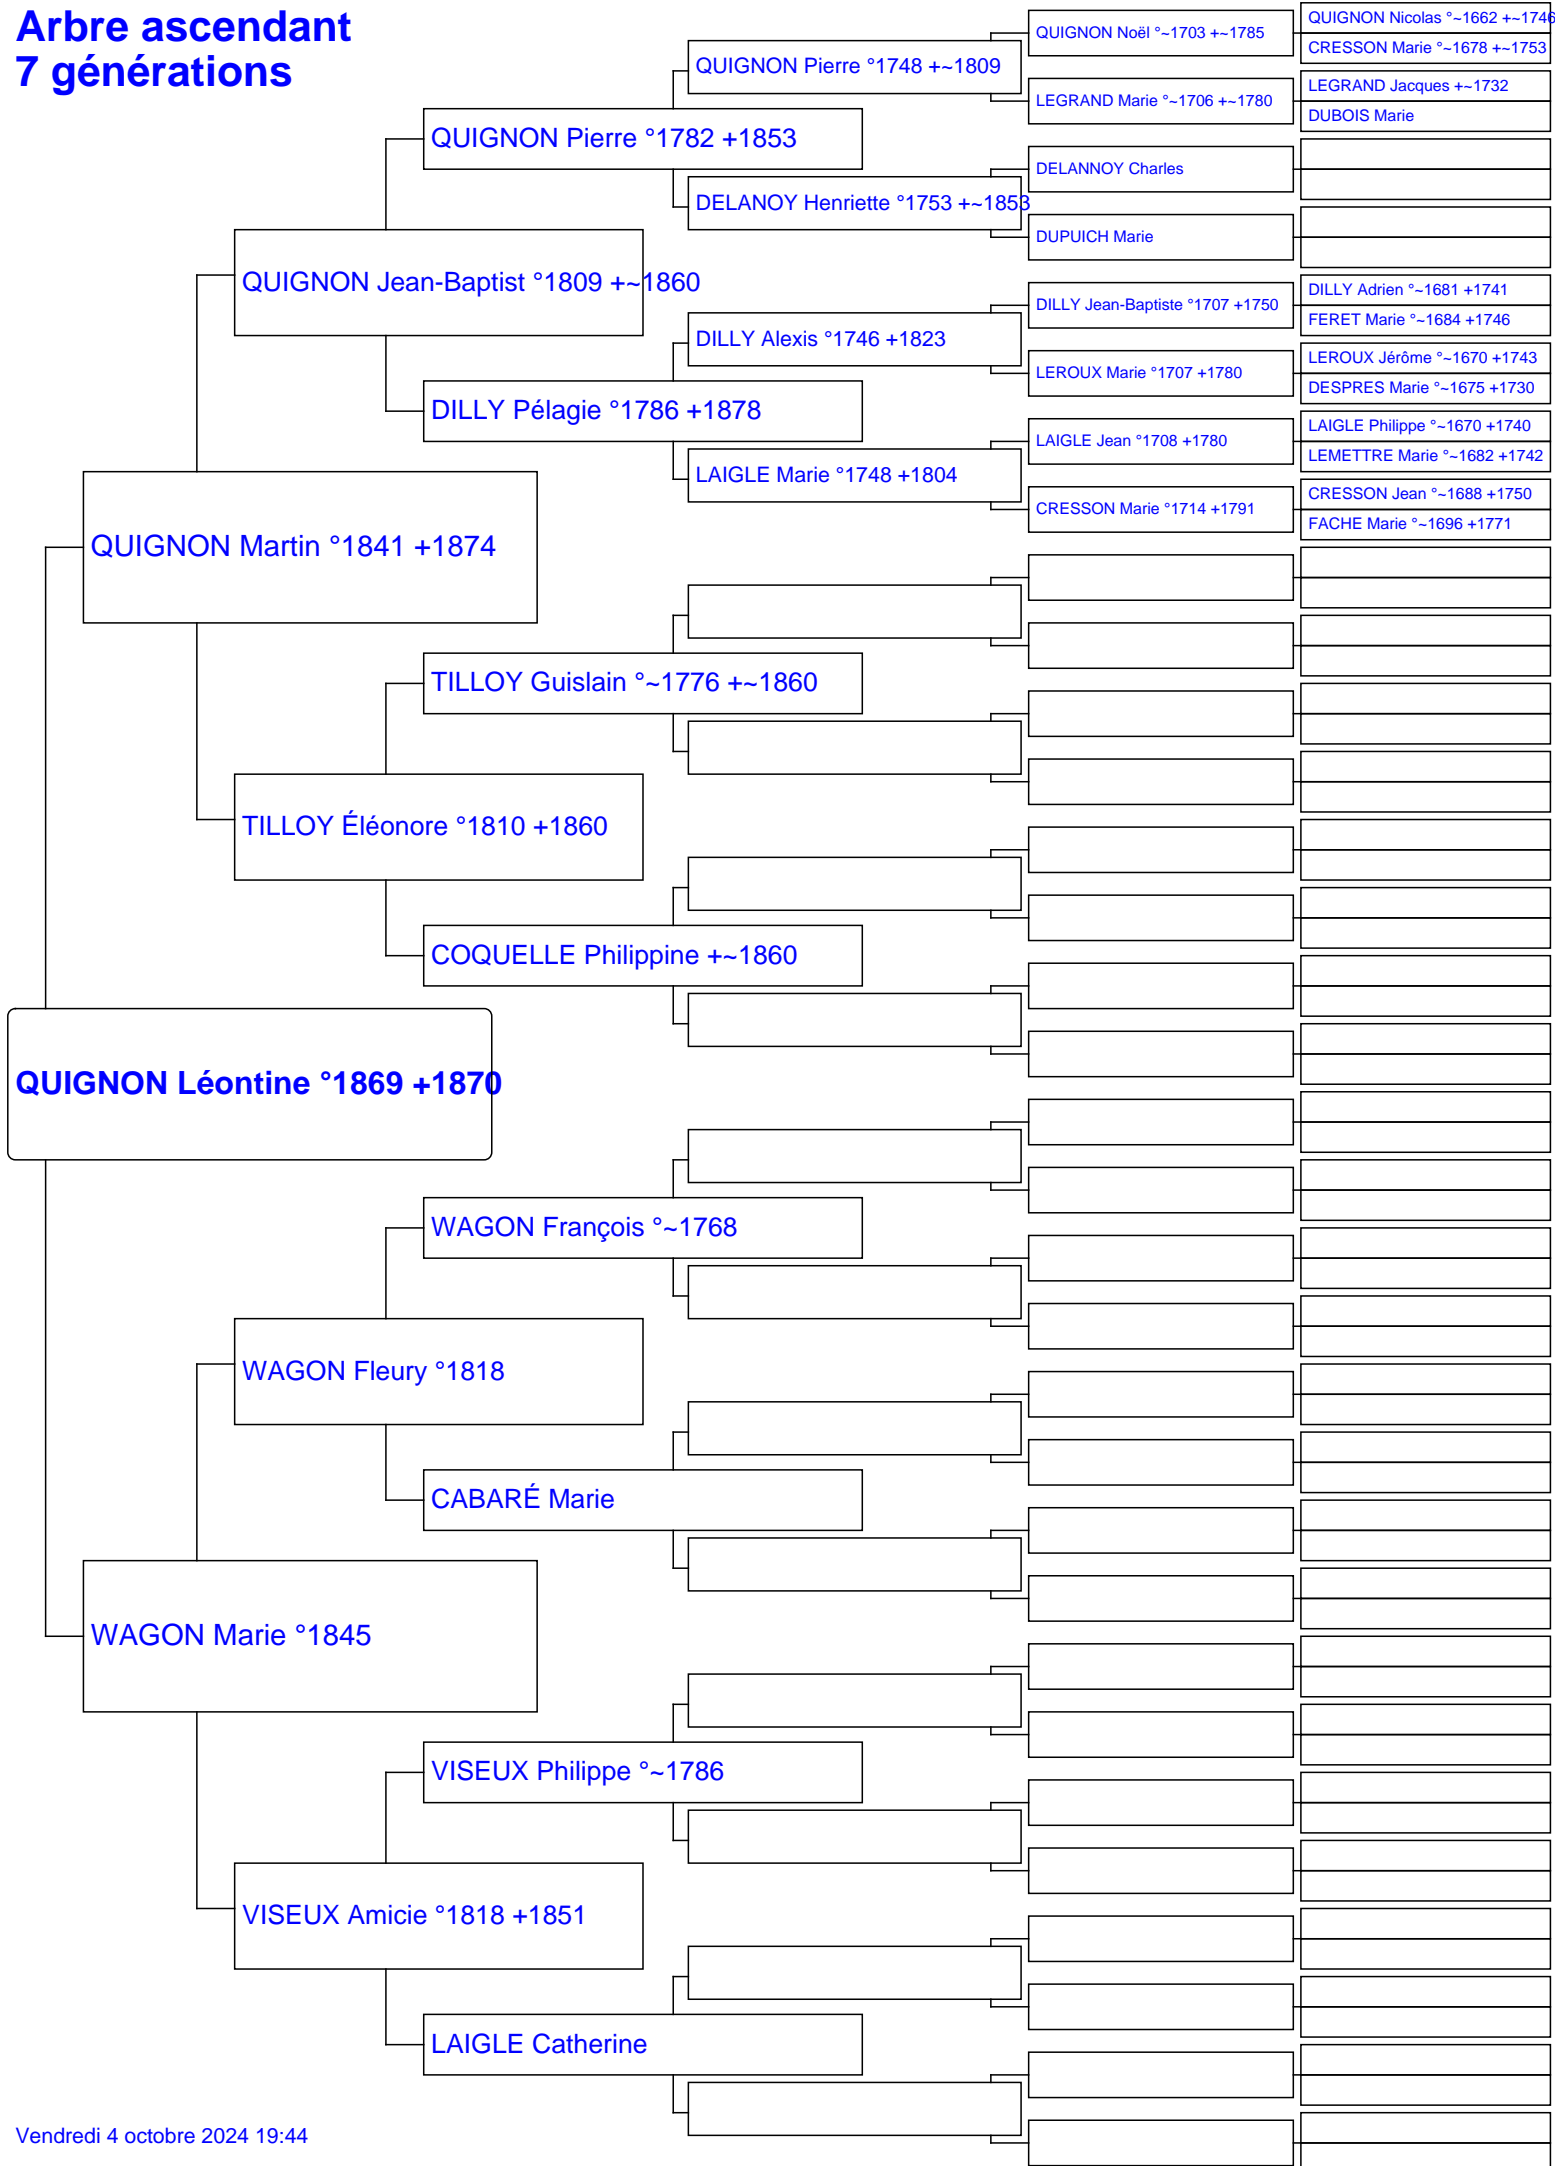 Arbre ascendant
7 générations
QUIGNON Nicolas °~1662 +~1746
QUIGNON Noël °~1703 +~1785
CRESSON Marie °~1678 +~1753
QUIGNON Pierre °1748 +~1809
LEGRAND Jacques +~1732
LEGRAND Marie °~1706 +~1780
DUBOIS Marie
QUIGNON Pierre °1782 +1853
DELANNOY Charles
DELANOY Henriette °1753 +~1853
DUPUICH Marie
QUIGNON Jean-Baptist °1809 +~1860
DILLY Adrien °~1681 +1741
DILLY Jean-Baptiste °1707 +1750
FERET Marie °~1684 +1746
DILLY Alexis °1746 +1823
LEROUX Jérôme °~1670 +1743
LEROUX Marie °1707 +1780
DESPRES Marie °~1675 +1730
DILLY Pélagie °1786 +1878
LAIGLE Philippe °~1670 +1740
LAIGLE Jean °1708 +1780
LEMETTRE Marie °~1682 +1742
LAIGLE Marie °1748 +1804
CRESSON Jean °~1688 +1750
CRESSON Marie °1714 +1791
FACHE Marie °~1696 +1771
QUIGNON Martin °1841 +1874
TILLOY Guislain °~1776 +~1860
TILLOY Éléonore °1810 +1860
COQUELLE Philippine +~1860
QUIGNON Léontine °1869 +1870
WAGON François °~1768
WAGON Fleury °1818
CABARÉ Marie
WAGON Marie °1845
VISEUX Philippe °~1786
VISEUX Amicie °1818 +1851
LAIGLE Catherine
Vendredi 4 octobre 2024 19:44